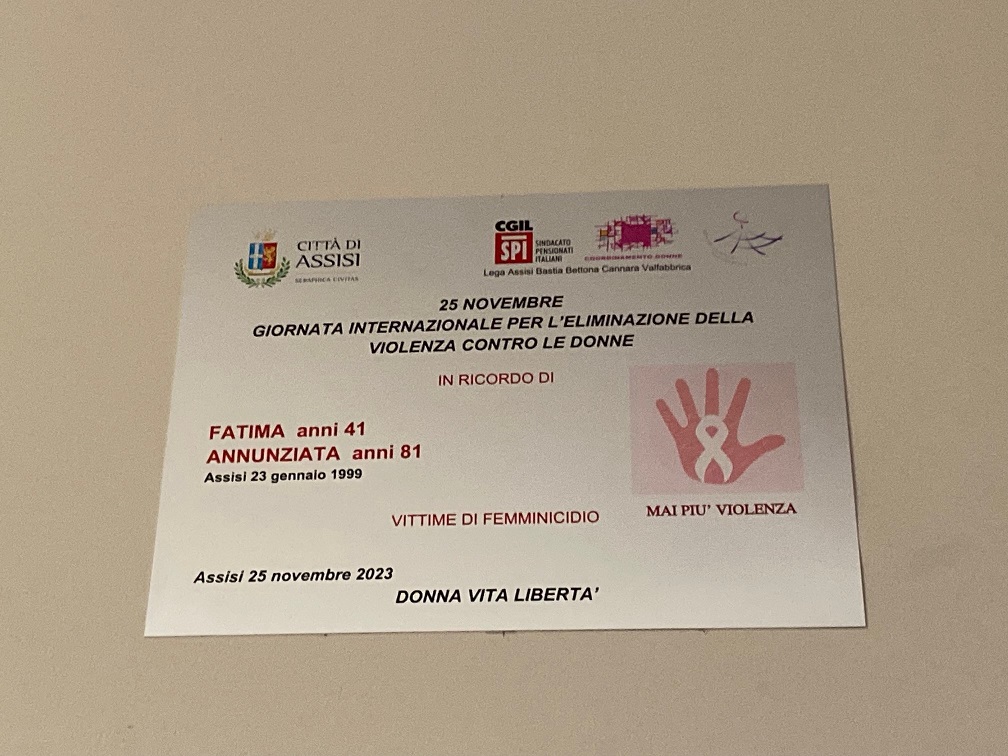 CITTÀ DI
ASSISI
SERAPHICA CIVITAS
CGIL
SPI
SINDACATO
PENSIONATI
ITALIANI
COORDINAMENTO DONNE
Lega Assisi Bastia Bettona Cannara Valfabbrica
25 NOVEMBRE
GIORNATA INTERNAZIONALE PER L'ELIMINAZIONE DELLA
VIOLENZA CONTRO LE DONNE
IN RICORDO DI
FATIMA anni 41
ANNUNZIATA anni 81
Assisi 23 gennaio 1999
VITTIME DI FEMMINICIDIO
MAI PIU' VIOLENZA
Assisi 25 novembre 2023
DONNA VITA LIBERTA'